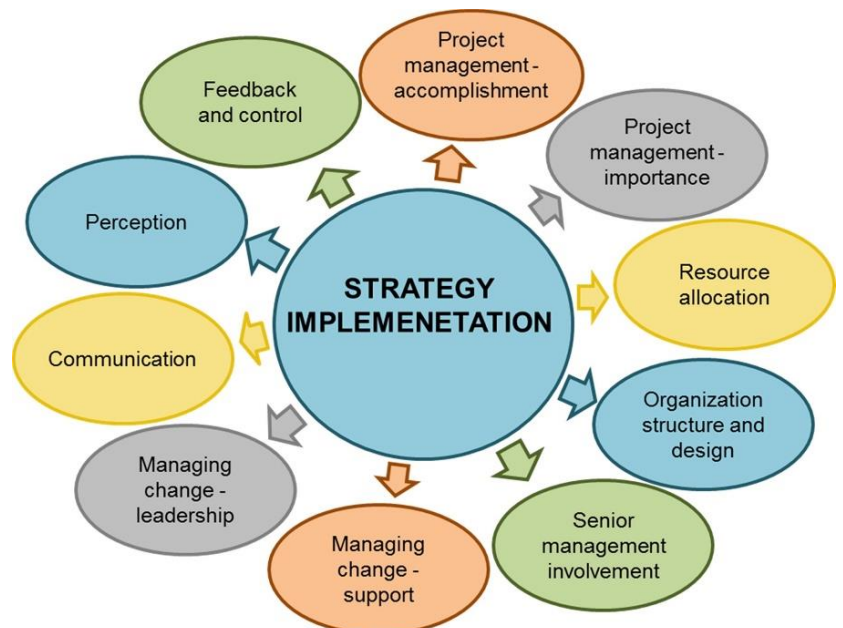 STRATEGY
IMPLEMENETATION
Project
management -
accomplishment
Project
management -
importance
Resource
allocation
Organization
structure and
design
Senior
management
involvement
Managing
change -
support
Managing
change -
leadership
Communication
Perception
Feedback
and control